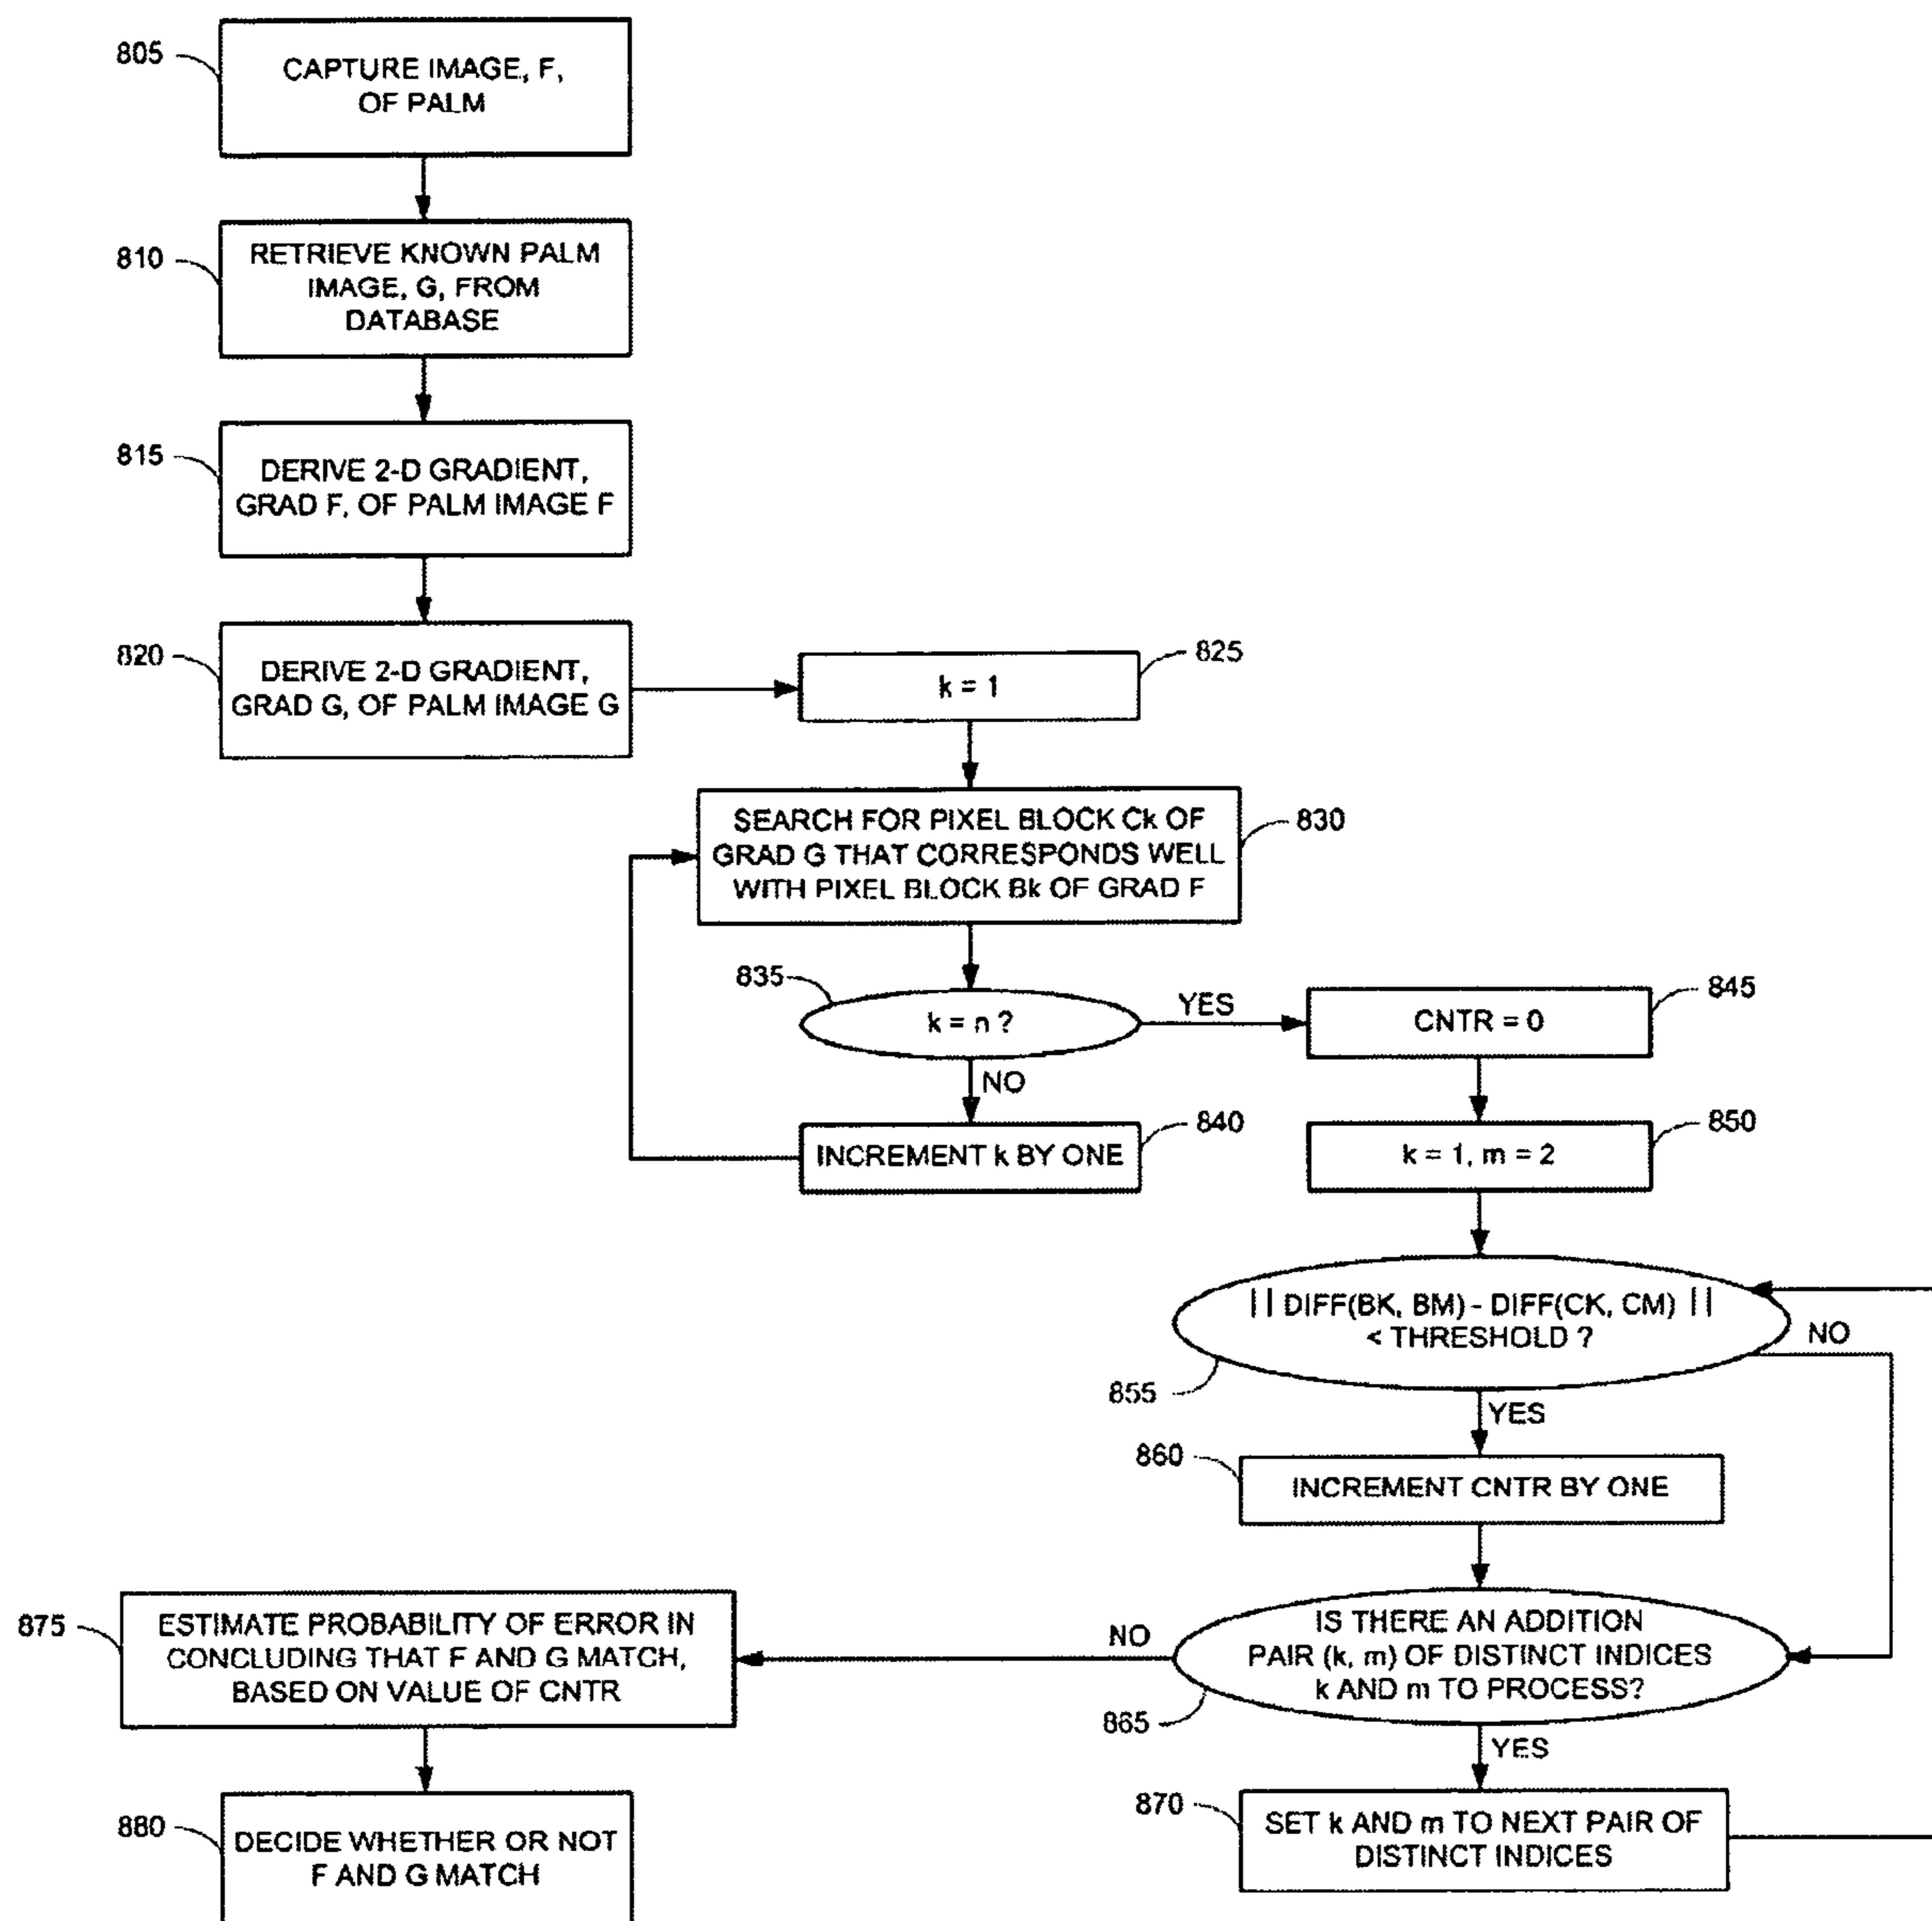 805
CAPTURE IMAGE, F,
OF PALM
810
RETRIEVE KNOWN PALM
IMAGE, G, FROM
DATABASE
815
DERIVE 2-D GRADIENT,
GRAD F, OF PALM IMAGE F
820
DERIVE 2-D GRADIENT,
GRAD G, OF PALM IMAGE G
825
k = 1
830
SEARCH FOR PIXEL BLOCK Ck OF
GRAD G THAT CORRESPONDS WELL
WITH PIXEL BLOCK Bk OF GRAD F
835
k = n ?
YES
NO
840
INCREMENT k BY ONE
845
CNTR = 0
850
k = 1, m = 2
855
|| DIFF(BK, BM) - DIFF(CK, CM) ||
< THRESHOLD ?
NO
YES
860
INCREMENT CNTR BY ONE
865
IS THERE AN ADDITION
PAIR (k, m) OF DISTINCT INDICES
k AND m TO PROCESS?
NO
YES
870
SET k AND m TO NEXT PAIR OF
DISTINCT INDICES
875
ESTIMATE PROBABILITY OF ERROR IN
CONCLUDING THAT F AND G MATCH,
BASED ON VALUE OF CNTR
880
DECIDE WHETHER OR NOT
F AND G MATCH